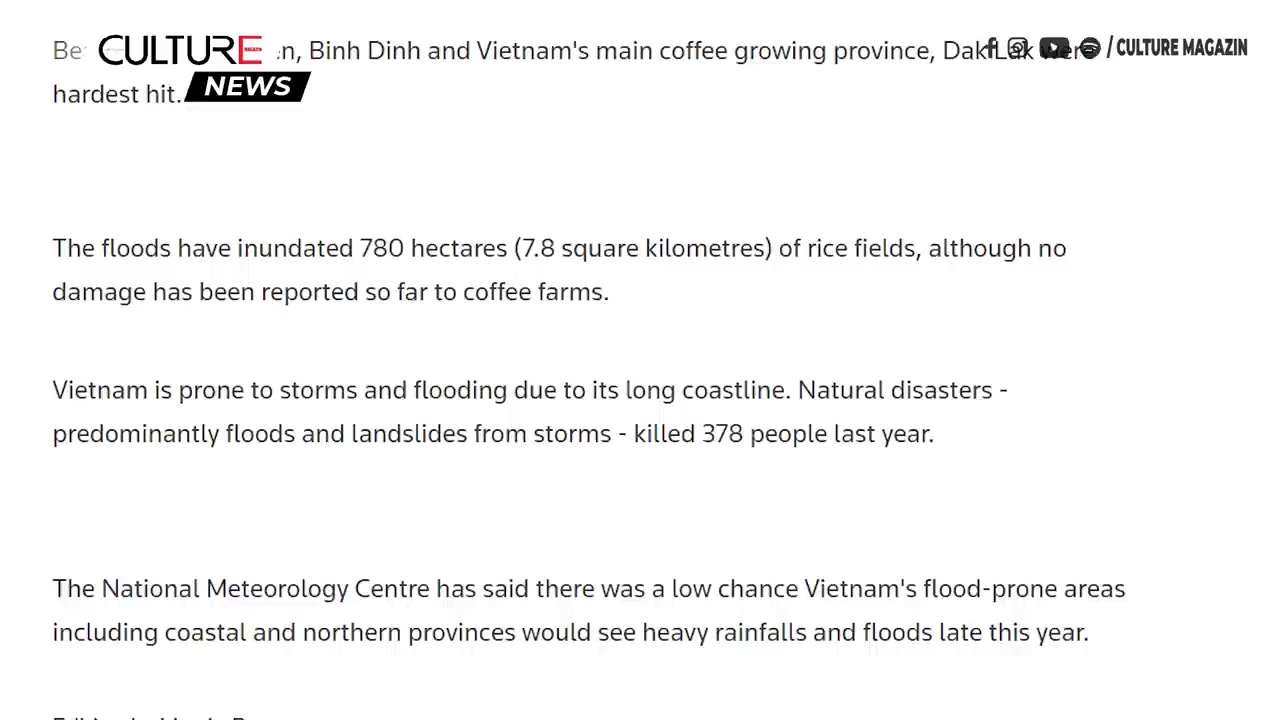 CULTURE
NEWS
/ CULTURE MAGAZIN
Binh Dinh and Vietnam's main coffee growing province, Dak Lak were
hardest hit.
The floods have inundated 780 hectares (7.8 square kilometres) of rice fields, although no
damage has been reported so far to coffee farms.
Vietnam is prone to storms and flooding due to its long coastline. Natural disasters -
predominantly floods and landslides from storms - killed 378 people last year.
The National Meteorology Centre has said there was a low chance Vietnam's flood-prone areas
including coastal and northern provinces would see heavy rainfalls and floods late this year.